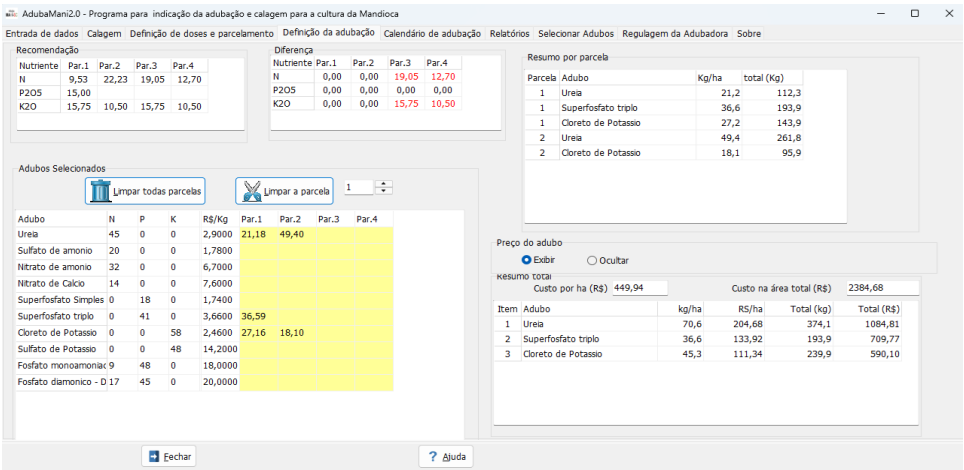 AdubaMani2.0 - Programa para indicação da adubação e calagem para a cultura da Mandioca
Entrada de dados Calagem Definição de doses e parcelamento Definição da adubação Calendário de adubação Relatórios Selecionar Adubos Regulagem da Adubadora Sobre
Recomendação
Nutriente Par.1 Par.2 Par.3 Par.4
N 9,53 22,23 19,05 12,70
P2O5 15,00
K2O 15,75 10,50 15,75 10,50
Diferença
Nutriente Par.1 Par.2 Par.3 Par.4
N 0,00 0,00 19,05 12,70
P2O5 0,00 0,00 0,00 0,00
K2O 0,00 0,00 15,75 10,50
Resumo por parcela
Parcela Adubo Kg/ha total (Kg)
1 Ureia 21,2 112,3
1 Superfosfato triplo 36,6 193,9
1 Cloreto de Potassio 27,2 143,9
2 Ureia 49,4 261,8
2 Cloreto de Potassio 18,1 95,9
Adubos Selecionados
Limpar todas parcelas
Limpar a parcela
1
Adubo N P K R$/Kg Par.1 Par.2 Par.3 Par.4
Ureia 45 0 0 2,9000 21,18 49,40
Sulfato de amonio 20 0 0 1,7800
Nitrato de amonio 32 0 0 6,7000
Nitrato de Calcio 14 0 0 7,6000
Superfosfato Simples 0 18 0 1,7400
Superfosfato triplo 0 41 0 3,6600 36,59
Cloreto de Potassio 0 0 58 2,4600 27,16 18,10
Sulfato de Potassio 0 0 48 14,2000
Fosfato monoamoniac 9 48 0 18,0000
Fosfato diamonico - D 17 45 0 20,0000
Preço do adubo
Exibir Ocultar
Resumo total
Custo por ha (R$) 449,94 Custo na área total (R$) 2384,68
Item Adubo kg/ha RS/ha Total (kg) Total (R$)
1 Ureia 70,6 204,68 374,1 1084,81
2 Superfosfato triplo 36,6 133,92 193,9 709,77
3 Cloreto de Potassio 45,3 111,34 239,9 590,10
Fechar
? Ajuda